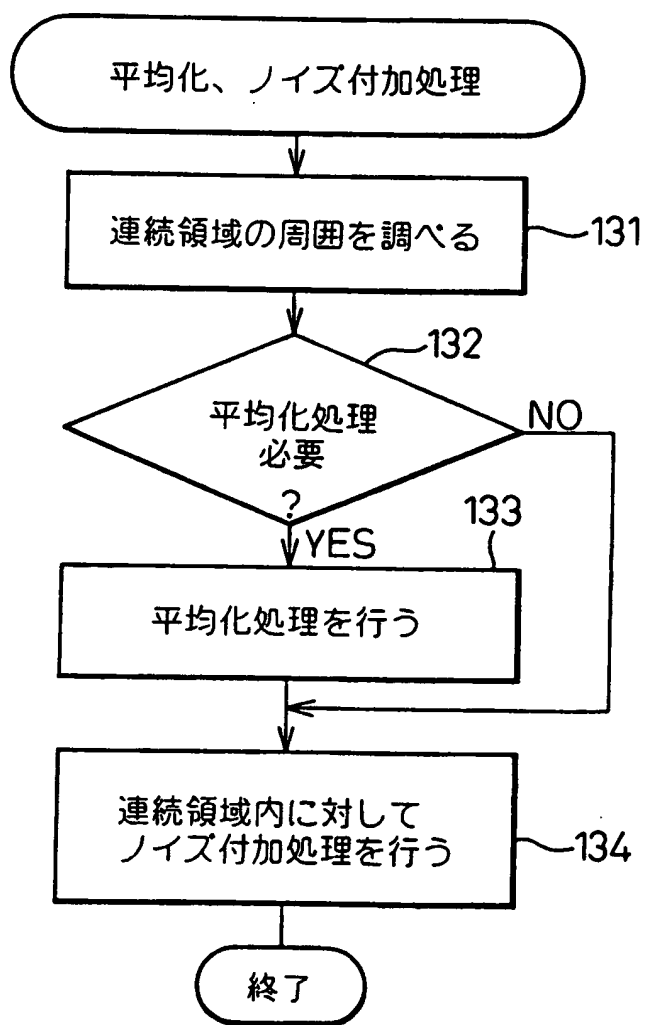 平均化、ノイズ付加処理
連続領域の周囲を調べる
131
132
平均化処理
必要
?
NO
YES
133
平均化処理を行う
連続領域内に対して
ノイズ付加処理を行う
134
終了